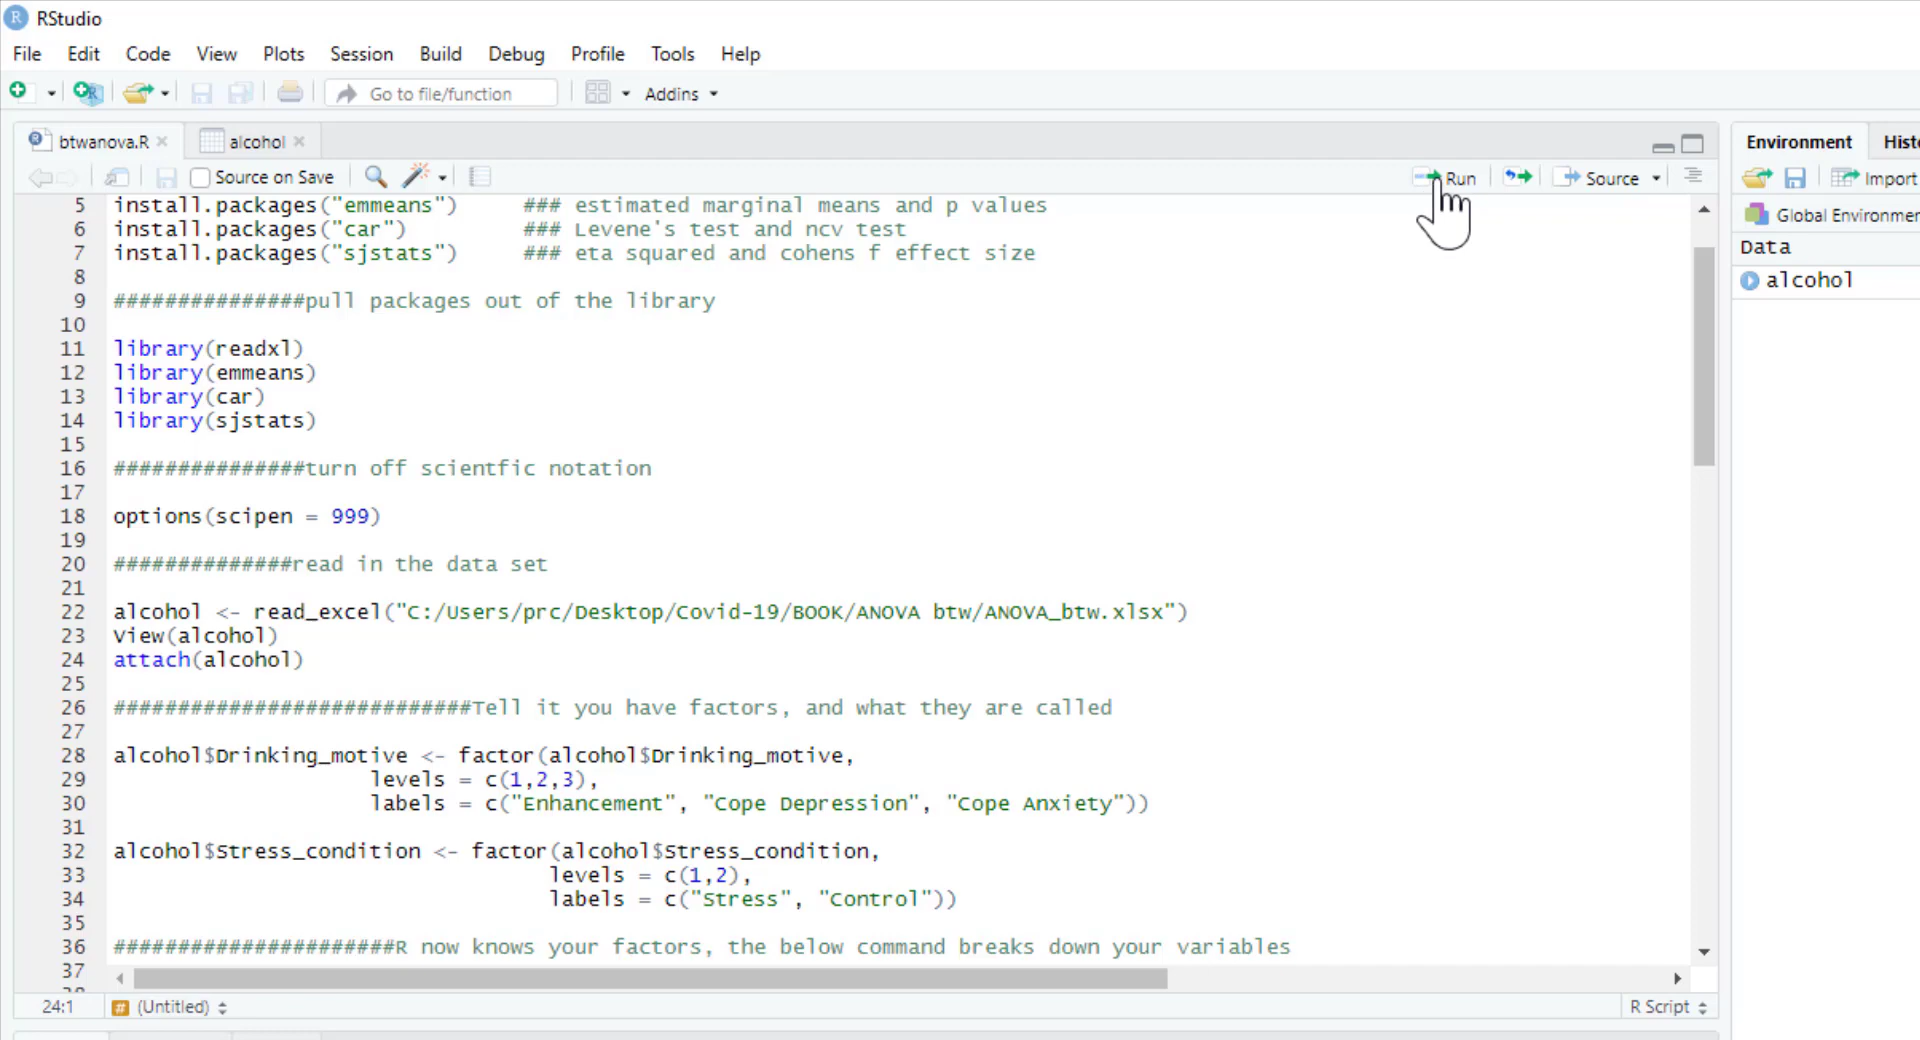 RStudio
File Edit Code View Plots Session Build Debug Profile Tools Help
Go to file/function Addins
btwanova.R alcohol
Source on Save Run Source
5 install.packages("emmeans") ### estimated marginal means and p values
6 install.packages("car") ### Levene's test and ncv test
7 install.packages("sjstats") ### eta squared and cohens f effect size
8
9 ###############pull packages out of the library
10
11 library(readxl)
12 library(emmeans)
13 library(car)
14 library(sjstats)
15
16 ###############turn off scientfic notation
17
18 options(scipen = 999)
19
20 ##############read in the data set
21
22 alcohol <- read_excel("C:/Users/prc/Desktop/Covid-19/BOOK/ANOVA btw/ANOVA_btw.xlsx")
23 View(alcohol)
24 attach(alcohol)
25
26 ############################Tell it you have factors, and what they are called
27
28 alcohol$Drinking_motive <- factor(alcohol$Drinking_motive,
29 levels = c(1,2,3),
30 labels = c("Enhancement", "Cope Depression", "Cope Anxiety"))
31
32 alcohol$Stress_condition <- factor(alcohol$Stress_condition,
33 levels = c(1,2),
34 labels = c("Stress", "Control"))
35
36 ######################R now knows your factors, the below command breaks down your variables
37
24:1 (Untitled) R Script
Environment Histo
Import
Global Environmer
Data
alcohol